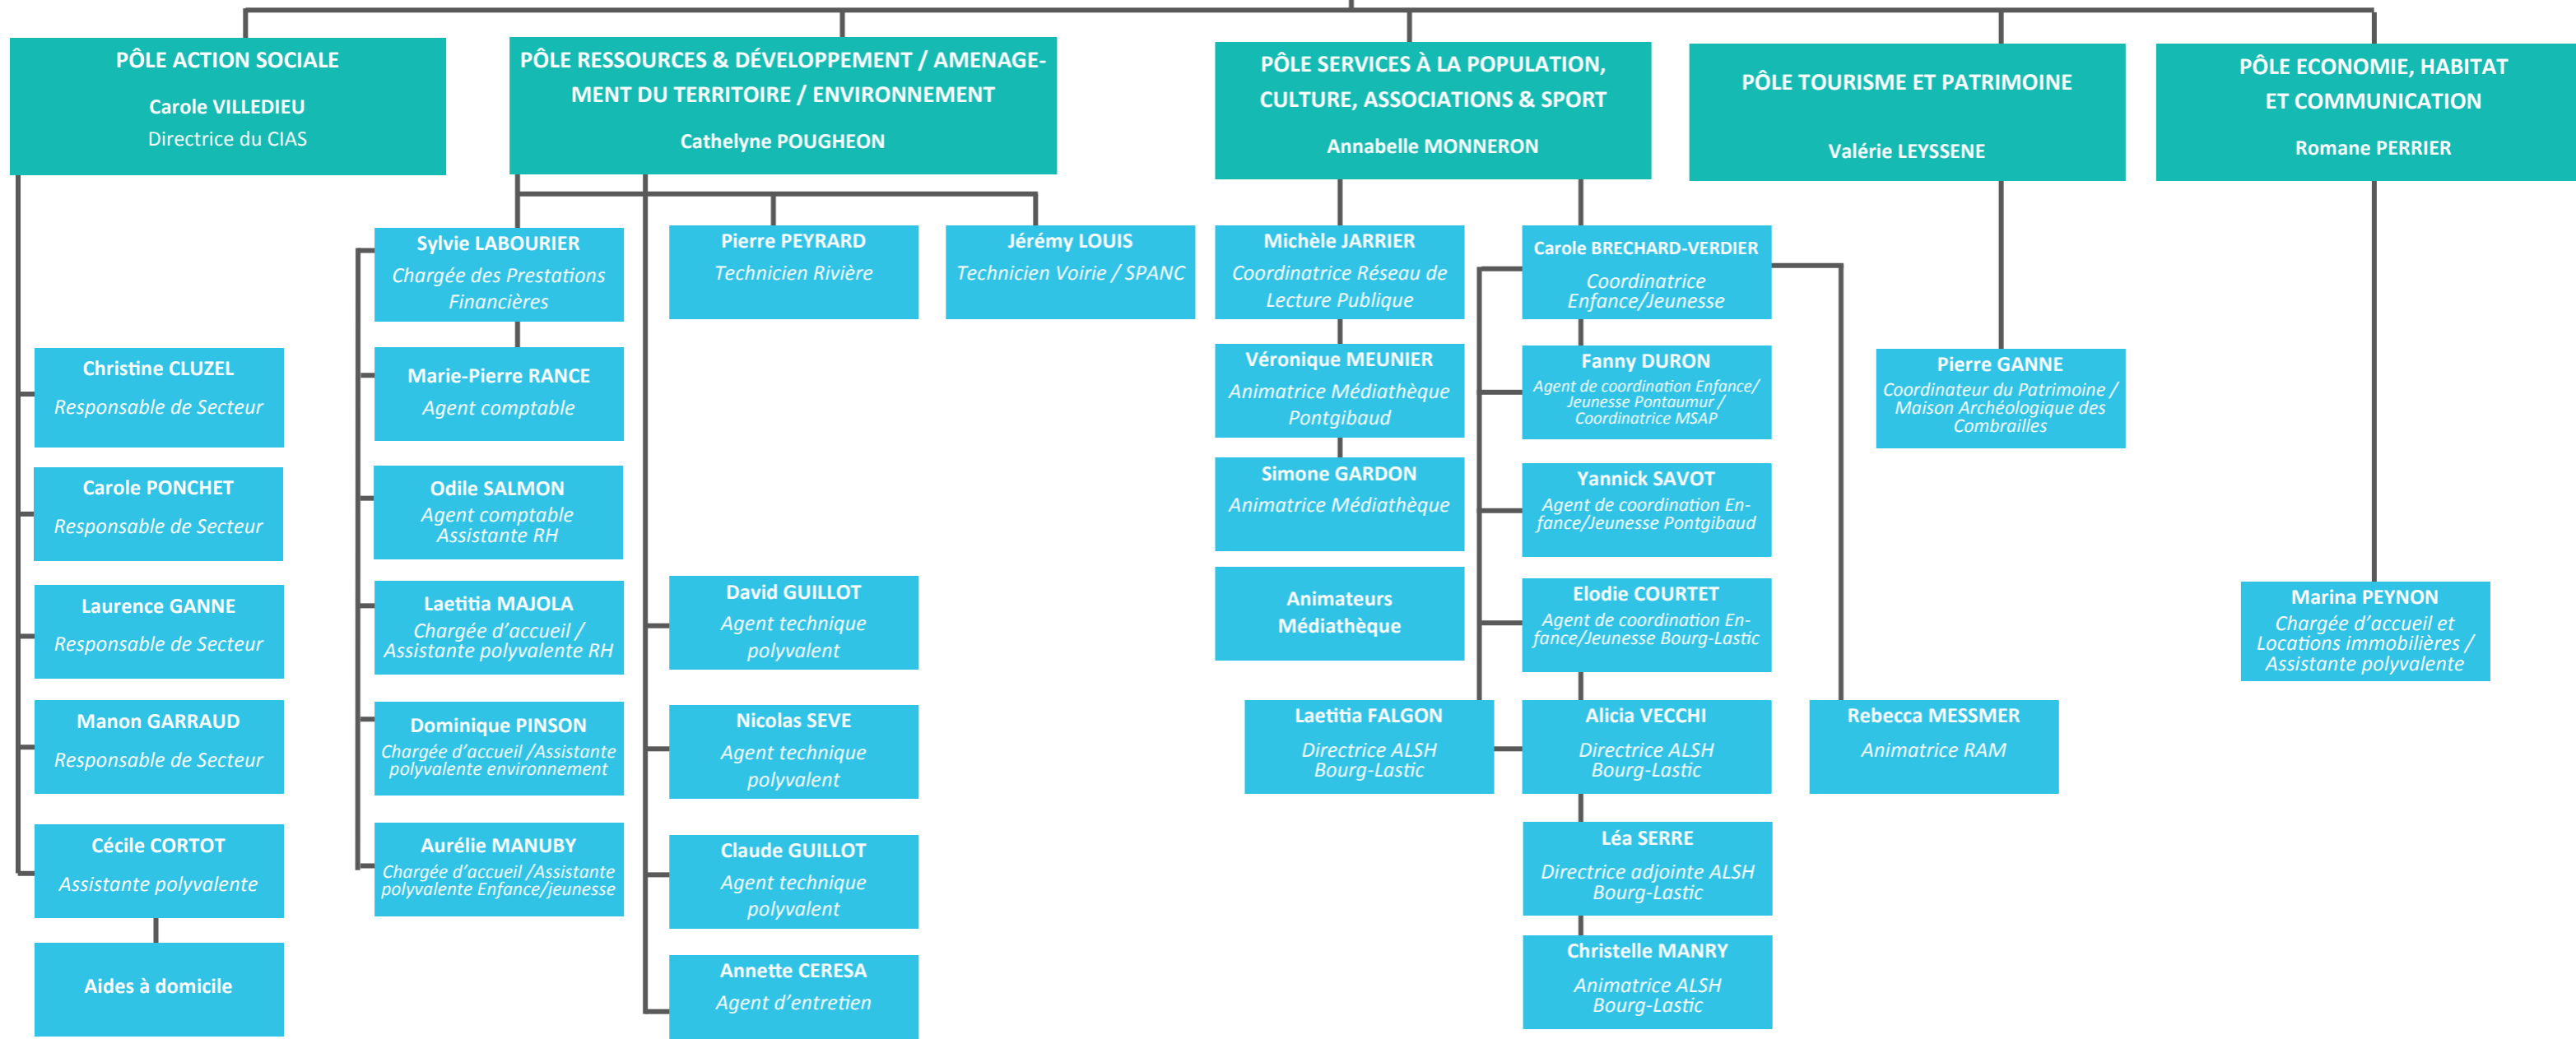 PÔLE ACTION SOCIALE
Carole VILLEDIEU
Directrice du CIAS
Christine CLUZEL
Responsable de Secteur
Carole PONCHET
Responsable de Secteur
Laurence GANNE
Responsable de Secteur
Manon GARRAUD
Responsable de Secteur
Cécile CORTOT
Assistante polyvalente
Aides à domicile
PÔLE RESSOURCES & DÉVELOPPEMENT / AMENAGE-
MENT DU TERRITOIRE / ENVIRONNEMENT
Cathelyne POUGHEON
Sylvie LABOURIER
Chargée des Prestations
Financières
Marie-Pierre RANCE
Agent comptable
Odile SALMON
Agent comptable
Assistante RH
Laetitia MAJOLA
Chargée d’accueil /
Assistante polyvalente RH
Dominique PINSON
Chargée d’accueil /Assistante
polyvalente environnement
Aurélie MANUBY
Chargée d’accueil /Assistante
polyvalente Enfance/jeunesse
Pierre PEYRARD
Technicien Rivière
Jérémy LOUIS
Technicien Voirie / SPANC
David GUILLOT
Agent technique
polyvalent
Nicolas SEVE
Agent technique
polyvalent
Claude GUILLOT
Agent technique
polyvalent
Annette CERESA
Agent d’entretien
PÔLE SERVICES À LA POPULATION,
CULTURE, ASSOCIATIONS & SPORT
Annabelle MONNERON
Michèle JARRIER
Coordinatrice Réseau de
Lecture Publique
Véronique MEUNIER
Animatrice Médiathèque
Pontgibaud
Simone GARDON
Animatrice Médiathèque
Animateurs
Médiathèque
Carole BRECHARD-VERDIER
Coordinatrice
Enfance/Jeunesse
Fanny DURON
Agent de coordination Enfance/
Jeunesse Pontaumur /
Coordinatrice MSAP
Yannick SAVOT
Agent de coordination En-
fance/Jeunesse Pontgibaud
Elodie COURTET
Agent de coordination En-
fance/Jeunesse Bourg-Lastic
Laetitia FALGON
Directrice ALSH
Bourg-Lastic
Alicia VECCHI
Directrice ALSH
Bourg-Lastic
Rebecca MESSMER
Animatrice RAM
Léa SERRE
Directrice adjointe ALSH
Bourg-Lastic
Christelle MANRY
Animatrice ALSH
Bourg-Lastic
PÔLE TOURISME ET PATRIMOINE
Valérie LEYSSENE
Pierre GANNE
Coordinateur du Patrimoine /
Maison Archéologique des
Combrailles
PÔLE ECONOMIE, HABITAT
ET COMMUNICATION
Romane PERRIER
Marina PEYNON
Chargée d’accueil et
Locations immobilières /
Assistante polyvalente